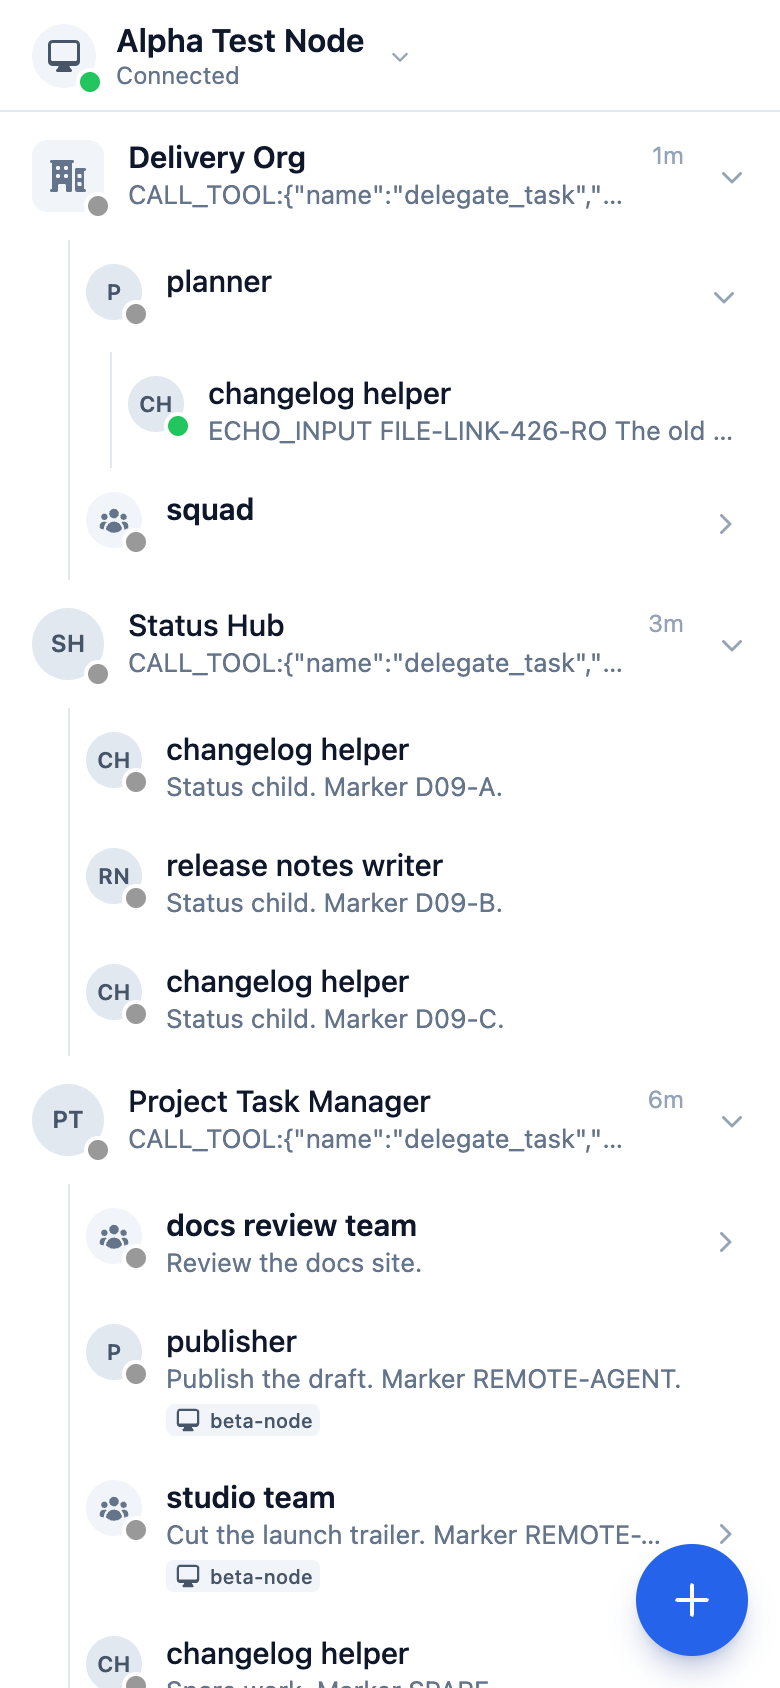 Alpha Test Node
Connected
Delivery Org
1m
CALL_TOOL:{"name":"delegate_task","...
P
planner
CH
changelog helper
ECHO_INPUT FILE-LINK-426-RO The old ...
squad
SH
Status Hub
3m
CALL_TOOL:{"name":"delegate_task","...
CH
changelog helper
Status child. Marker D09-A.
RN
release notes writer
Status child. Marker D09-B.
CH
changelog helper
Status child. Marker D09-C.
PT
Project Task Manager
6m
CALL_TOOL:{"name":"delegate_task","...
docs review team
Review the docs site.
P
publisher
Publish the draft. Marker REMOTE-AGENT.
beta-node
studio team
Cut the launch trailer. Marker REMOTE-...
beta-node
CH
changelog helper
Spare work. Marker SPARE